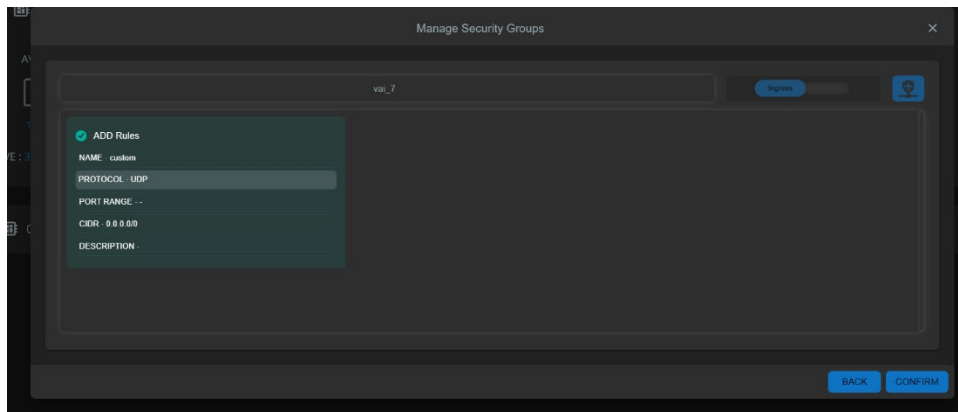 Manage Security Groups
vai_7
Ingress
ADD Rules
NAME - custom
PROTOCOL - UDP
PORT RANGE - -
CIDR - 0.0.0.0/0
DESCRIPTION -
BACK
CONFIRM